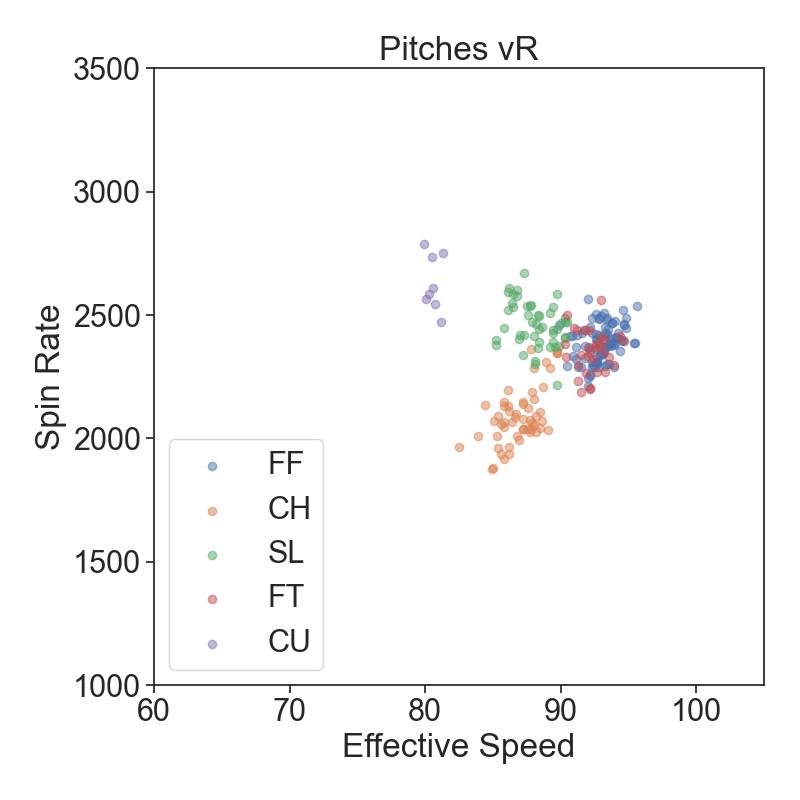 Pitches vR
3500
3000
2500
2000
1500
1000
Spin Rate
FF
CH
SL
FT
CU
60 70 80 90 100
Effective Speed